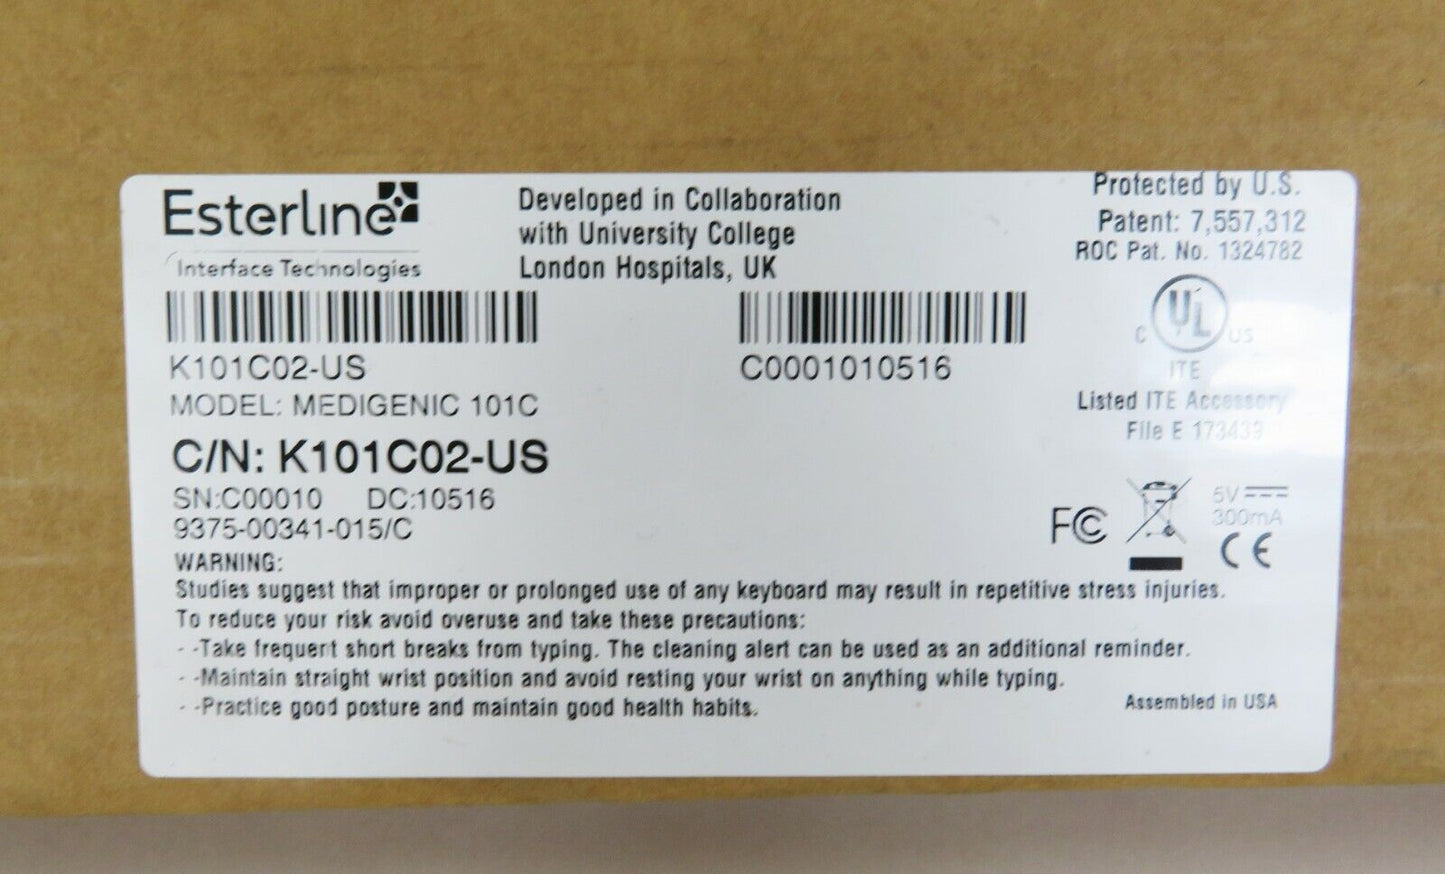 Esterline
Interface Technologies
Developed in Collaboration
with University College
London Hospitals, UK
Protected by U.S.
Patent: 7,557,312
ROC Pat. No. 1324782
K101C02-US
C0001010516
C UL US
ITE
Listed ITE Accessory
File E 173433
MODEL: MEDIGENIC 101C
C/N: K101C02-US
SN:C00010 DC:10516
9375-00341-015/C
FC
5V
300mA
CE
WARNING:
Studies suggest that improper or prolonged use of any keyboard may result in repetitive stress injuries.
To reduce your risk avoid overuse and take these precautions:
- -Take frequent short breaks from typing. The cleaning alert can be used as an additional reminder.
- -Maintain straight wrist position and avoid resting your wrist on anything while typing.
- -Practice good posture and maintain good health habits.
Assembled in USA